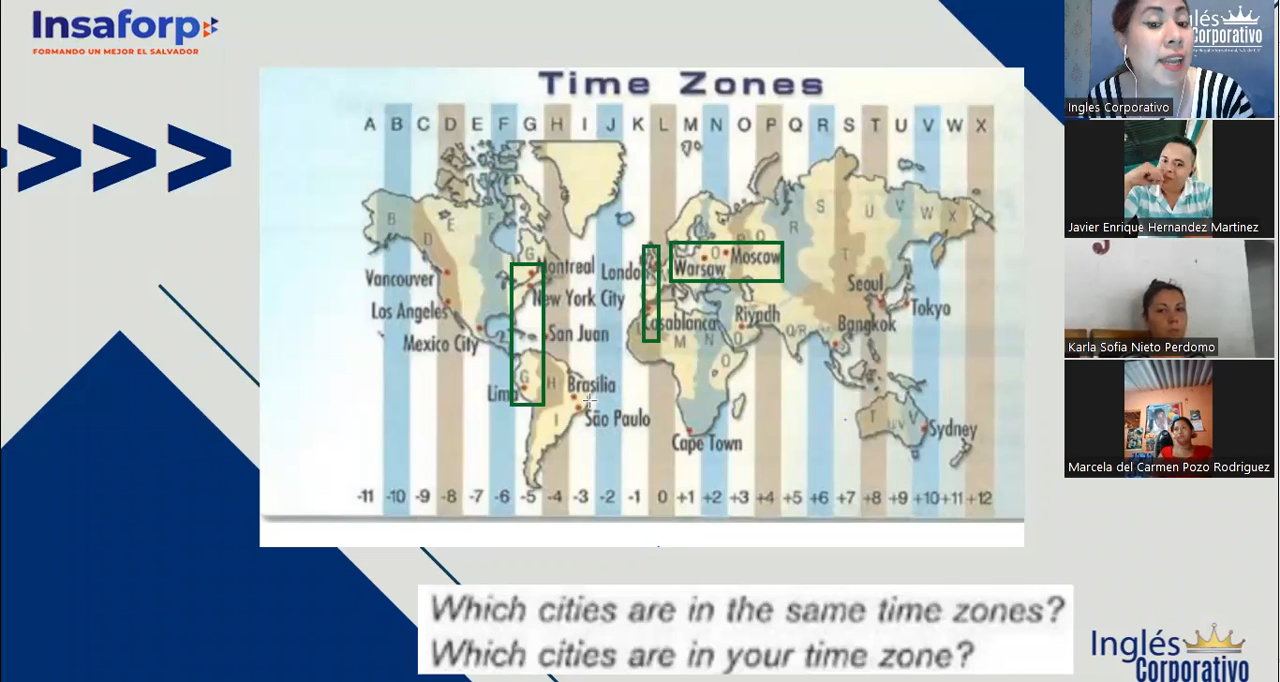 Insaforp
FORMANDO UN MEJOR EL SALVADOR
Time Zones
A B C D E F G H I J K L M N O P Q R S T U V W X
B D E F G
O P Q R S T U V W X
Vancouver
Montreal
London
Warsaw
Moscow
Los Angeles
New York City
Seoul
Tokyo
Mexico City
San Juan
Casablanca
Riyadh
Bangkok
M N O Q/R
G H
Brasilia
Lima
São Paulo
I
T U V
Cape Town
Sydney
-11 -10 -9 -8 -7 -6 -5 -4 -3 -2 -1 0 +1 +2 +3 +4 +5 +6 +7 +8 +9 +10 +11 +12
Which cities are in the same time zones?
Which cities are in your time zone?
Inglés
Corporativo
lés
Corporativo
Ingles Corporativo
Javier Enrique Hernandez Martinez
Karla Sofia Nieto Perdomo
Marcela del Carmen Pozo Rodriguez